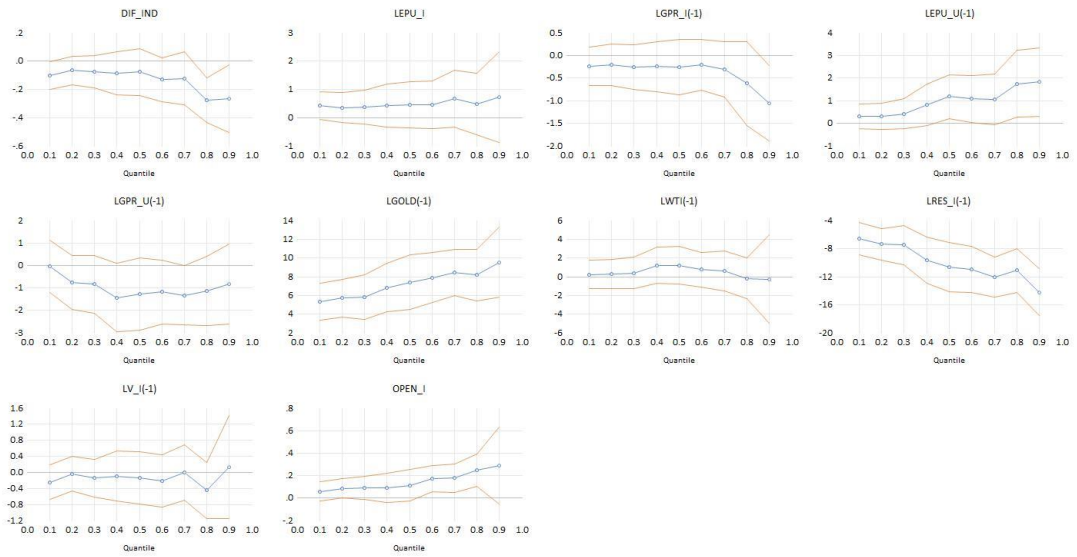 DIF_IND
LEPU_I
LGPR_I(-1)
LEPU_U(-1)
.2
.0
-.2
-.4
-.6
0.0 0.1 0.2 0.3 0.4 0.5 0.6 0.7 0.8 0.9 1.0
Quantile
3
2
1
0
-1
0.0 0.1 0.2 0.3 0.4 0.5 0.6 0.7 0.8 0.9 1.0
Quantile
0.5
0.0
-0.5
-1.0
-1.5
-2.0
0.0 0.1 0.2 0.3 0.4 0.5 0.6 0.7 0.8 0.9 1.0
Quantile
4
3
2
1
0
-1
0.0 0.1 0.2 0.3 0.4 0.5 0.6 0.7 0.8 0.9 1.0
Quantile
LGPR_U(-1)
LGOLD(-1)
LWTI(-1)
LRES_I(-1)
2
1
0
-1
-2
-3
0.0 0.1 0.2 0.3 0.4 0.5 0.6 0.7 0.8 0.9 1.0
Quantile
14
12
10
8
6
4
2
0.0 0.1 0.2 0.3 0.4 0.5 0.6 0.7 0.8 0.9 1.0
Quantile
6
4
2
0
-2
-4
-6
0.0 0.1 0.2 0.3 0.4 0.5 0.6 0.7 0.8 0.9 1.0
Quantile
-4
-8
-12
-16
-20
0.0 0.1 0.2 0.3 0.4 0.5 0.6 0.7 0.8 0.9 1.0
Quantile
LV_I(-1)
OPEN_I
1.6
1.2
0.8
0.4
0.0
-0.4
-0.8
-1.2
0.0 0.1 0.2 0.3 0.4 0.5 0.6 0.7 0.8 0.9 1.0
Quantile
.8
.6
.4
.2
.0
-.2
0.0 0.1 0.2 0.3 0.4 0.5 0.6 0.7 0.8 0.9 1.0
Quantile